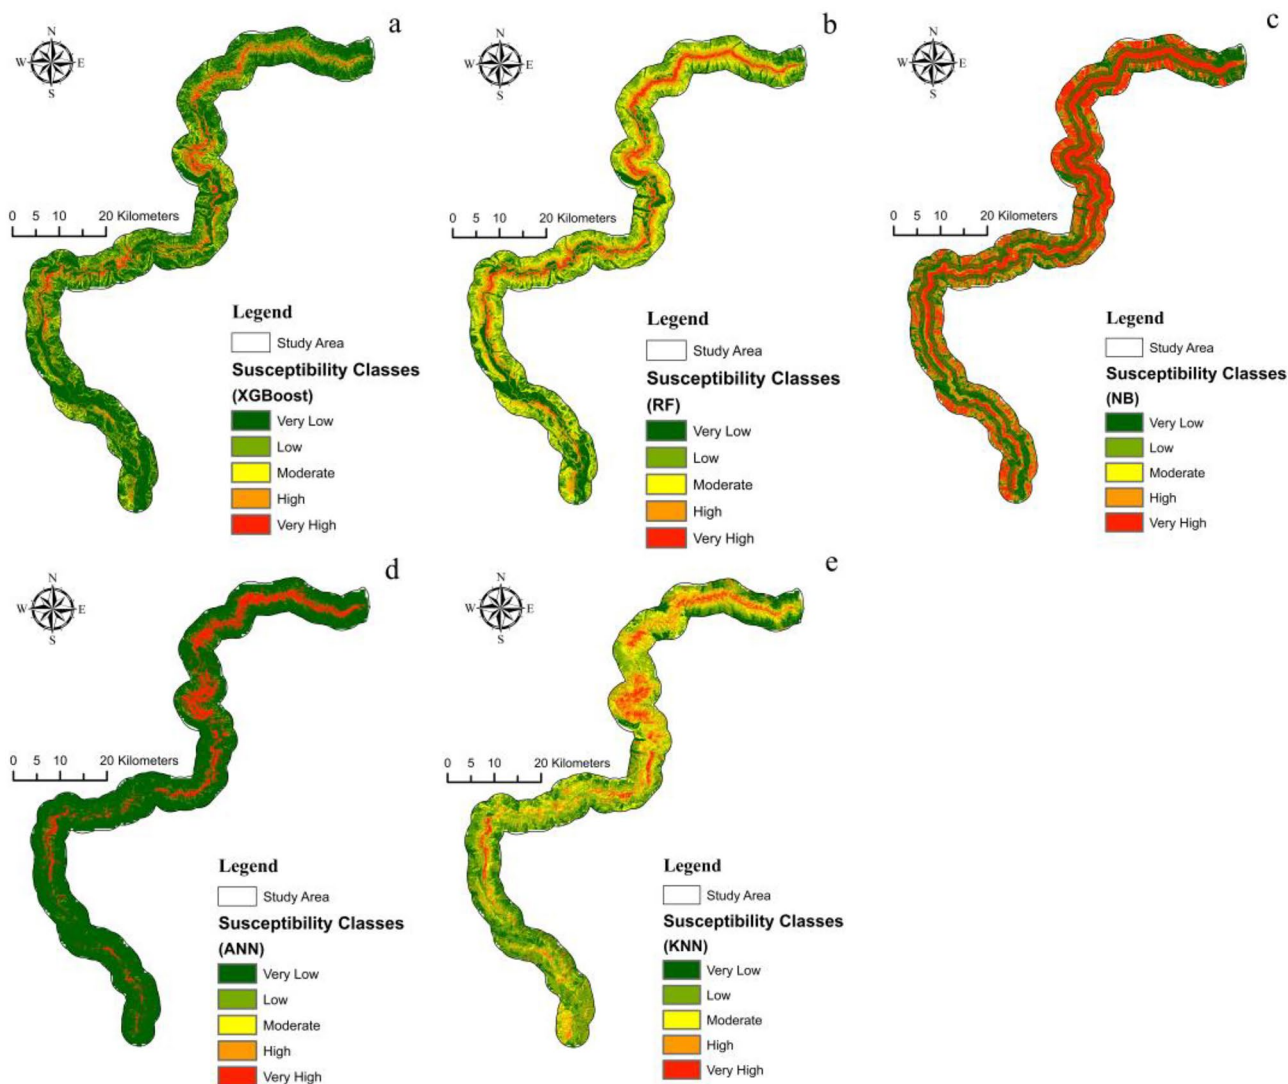 a
N
W E
S
0 5 10 20 Kilometers
Legend
Study Area
Susceptibility Classes
(XGBoost)
Very Low
Low
Moderate
High
Very High
b
N
W E
S
0 5 10 20 Kilometers
Legend
Study Area
Susceptibility Classes
(RF)
Very Low
Low
Moderate
High
Very High
c
N
W E
S
0 5 10 20 Kilometers
Legend
Study Area
Susceptibility Classes
(NB)
Very Low
Low
Moderate
High
Very High
d
N
W E
S
0 5 10 20 Kilometers
Legend
Study Area
Susceptibility Classes
(ANN)
Very Low
Low
Moderate
High
Very High
e
N
W E
S
0 5 10 20 Kilometers
Legend
Study Area
Susceptibility Classes
(KNN)
Very Low
Low
Moderate
High
Very High